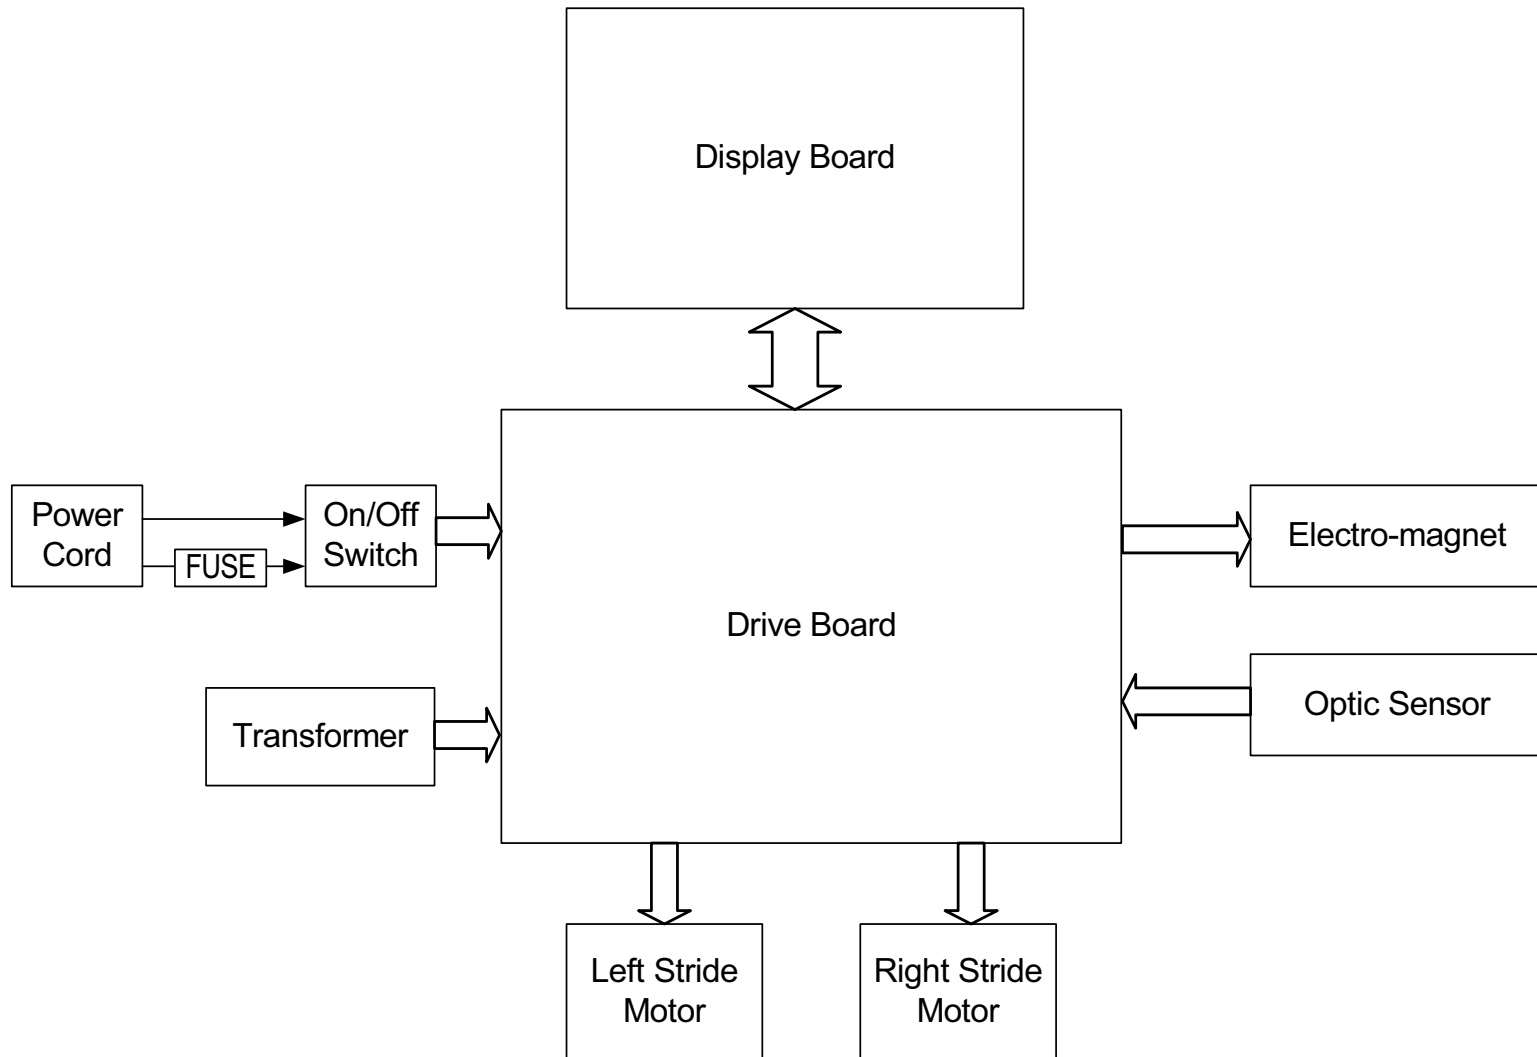 Display Board
Power
Cord
FUSE
On/Off
Switch
Electro-magnet
Drive Board
Optic Sensor
Transformer
Left Stride
Motor
Right Stride
Motor